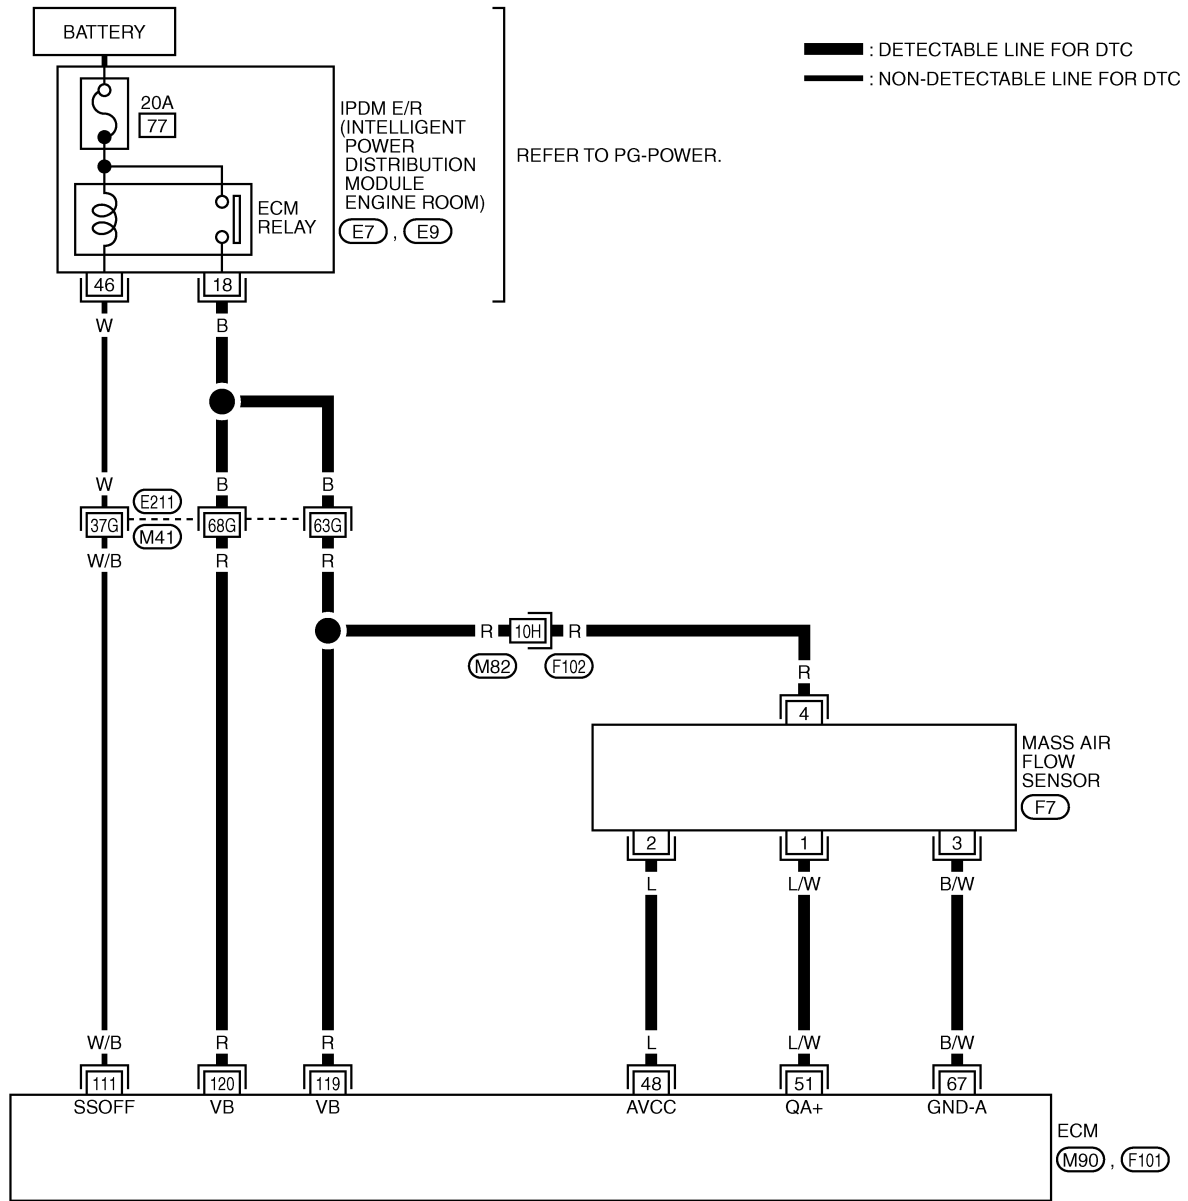 BATTERY
: DETECTABLE LINE FOR DTC
: NON-DETECTABLE LINE FOR DTC
20A
77
IPDM E/R
(INTELLIGENT
POWER
DISTRIBUTION
MODULE
ENGINE ROOM)
E7 , E9
REFER TO PG-POWER.
ECM
RELAY
46 18
W B
W B B
E211
37G 68G 63G
M41
W/B R R
R 10H R
M82 F102
R
4
MASS AIR
FLOW
SENSOR
F7
2 1 3
L L/W B/W
W/B R R L L/W B/W
111 120 119 48 51 67
SSOFF VB VB AVCC QA+ GND-A
ECM
M90 , F101